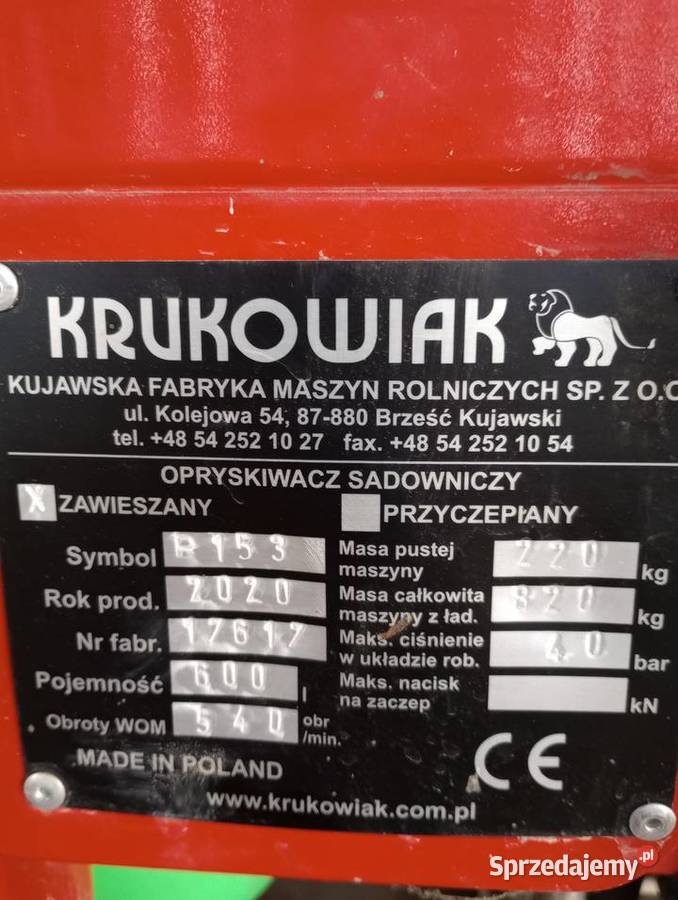 KRUKOWIAK
KUJAWSKA FABRYKA MASZYN ROLNICZYCH SP. Z O.O
ul. Kolejowa 54, 87-880 Brześć Kujawski
tel. +48 54 252 10 27 fax. +48 54 252 10 54
OPRYSKIWACZ SADOWNICZY
X ZAWIESZANY
PRZYCZEPIANY
Symbol P153
Rok prod. 2020
Nr fabr. 17617
Pojemność 600 l
Obroty WOM 540 obr /min.
Masa pustej
maszyny 220 kg
Masa całkowita
maszyny z ład. 820 kg
Maks. ciśnienie
w układzie rob. 40 bar
Maks. nacisk
na zaczep kN
MADE IN POLAND
CE
www.krukowiak.com.pl
Sprzedajemy.pl